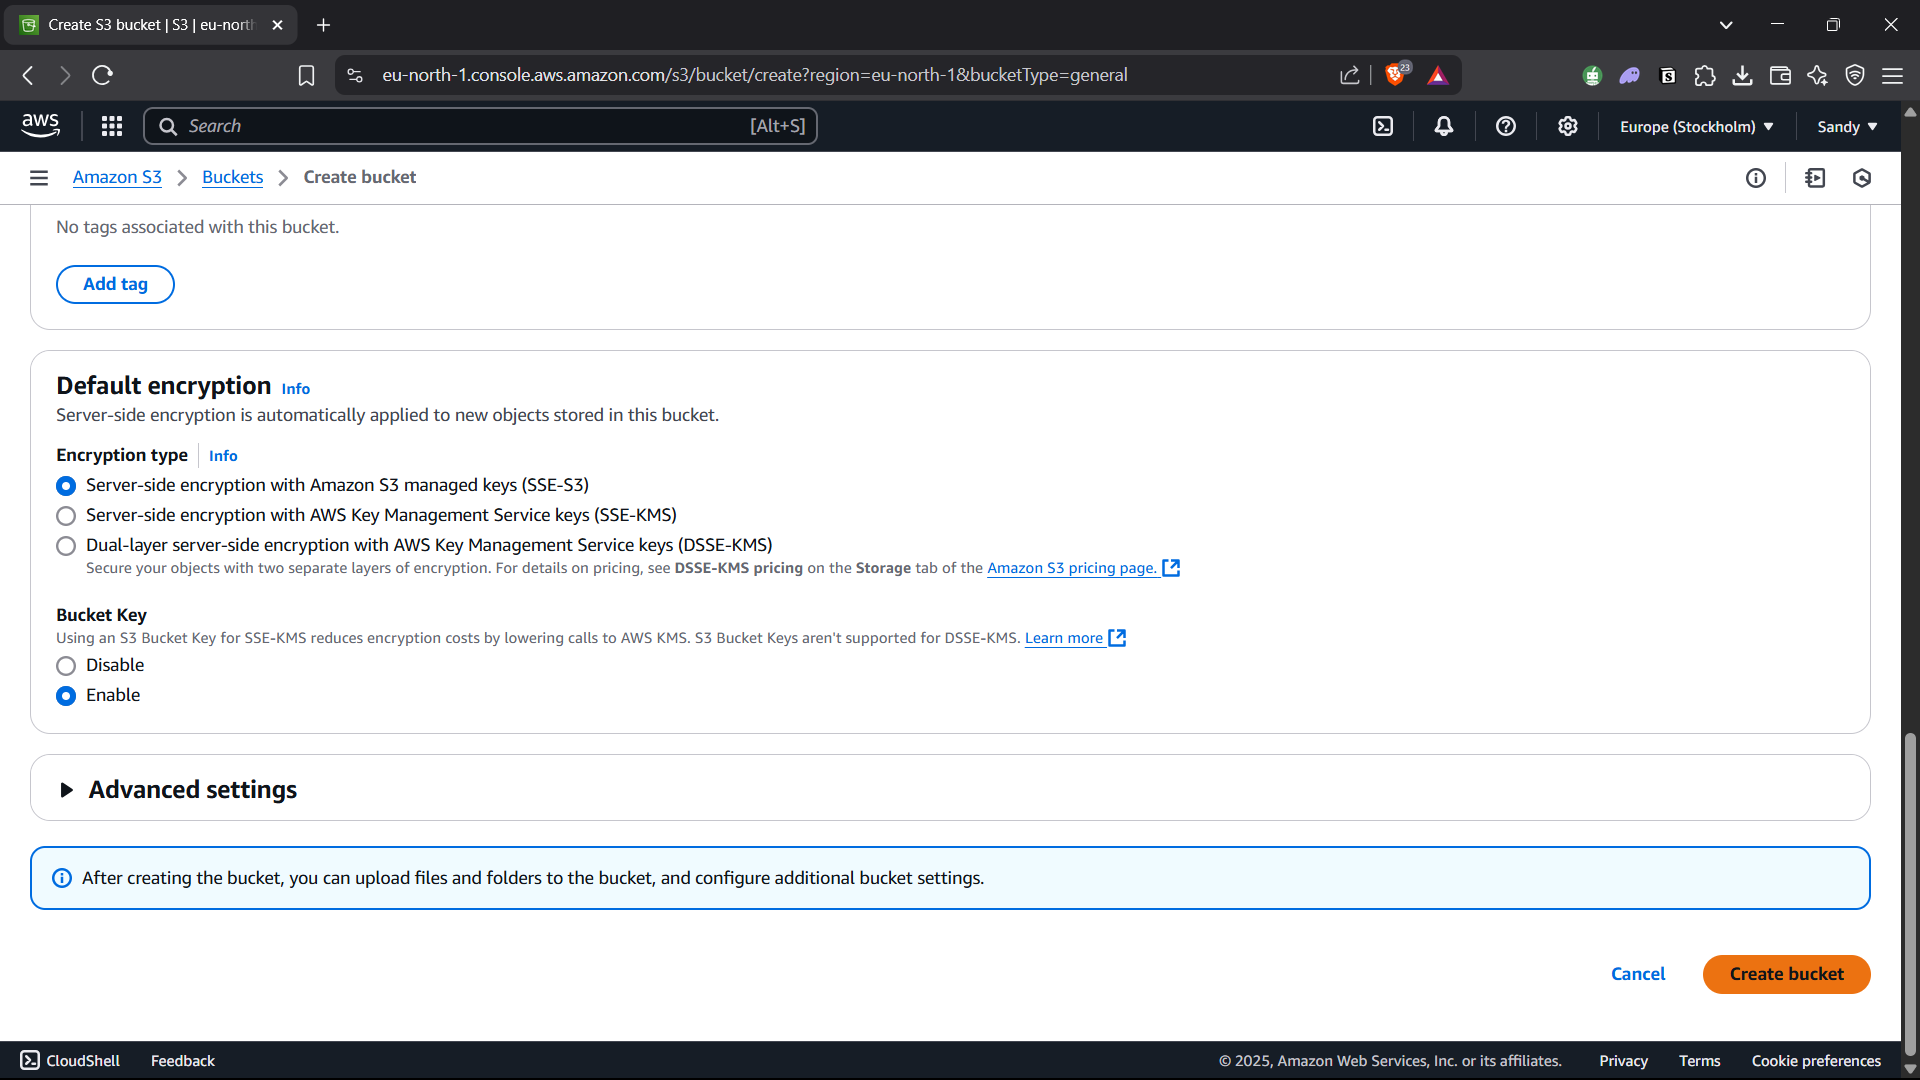 Create S3 bucket | S3 | eu-north
eu-north-1.console.aws.amazon.com/s3/bucket/create?region=eu-north-1&bucketType=general
23
aws
Search
[Alt+S]
Europe (Stockholm)
Sandy
Amazon S3
Buckets
Create bucket
No tags associated with this bucket.
Add tag
Default encryption Info
Server-side encryption is automatically applied to new objects stored in this bucket.
Encryption type
Info
Server-side encryption with Amazon S3 managed keys (SSE-S3)
Server-side encryption with AWS Key Management Service keys (SSE-KMS)
Dual-layer server-side encryption with AWS Key Management Service keys (DSSE-KMS)
Secure your objects with two separate layers of encryption. For details on pricing, see DSSE-KMS pricing on the Storage tab of the Amazon S3 pricing page.
Bucket Key
Using an S3 Bucket Key for SSE-KMS reduces encryption costs by lowering calls to AWS KMS. S3 Bucket Keys aren't supported for DSSE-KMS. Learn more
Disable
Enable
Advanced settings
After creating the bucket, you can upload files and folders to the bucket, and configure additional bucket settings.
Cancel
Create bucket
CloudShell
Feedback
© 2025, Amazon Web Services, Inc. or its affiliates.
Privacy
Terms
Cookie preferences